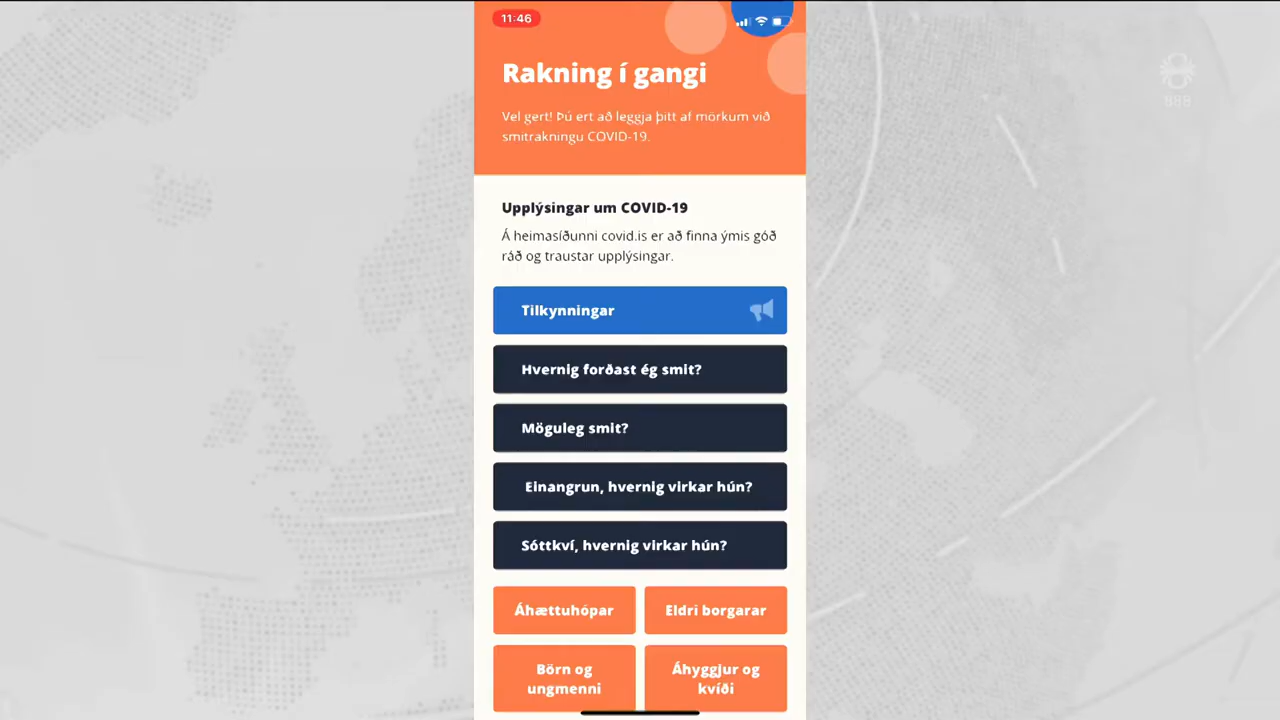 11:46
888
Rakning í gangi
Vel gert! Þú ert að leggja þitt af mörkum við
smitrakningu COVID-19.
Upplýsingar um COVID-19
Á heimasíðunni covid.is er að finna ýmis góð
ráð og traustar upplýsingar.
Tilkynningar
Hvernig forðast ég smit?
Möguleg smit?
Einangrun, hvernig virkar hún?
Sóttkví, hvernig virkar hún?
Áhættuhópar
Eldri borgarar
Börn og
ungmenni
Áhyggjur og
kvíði